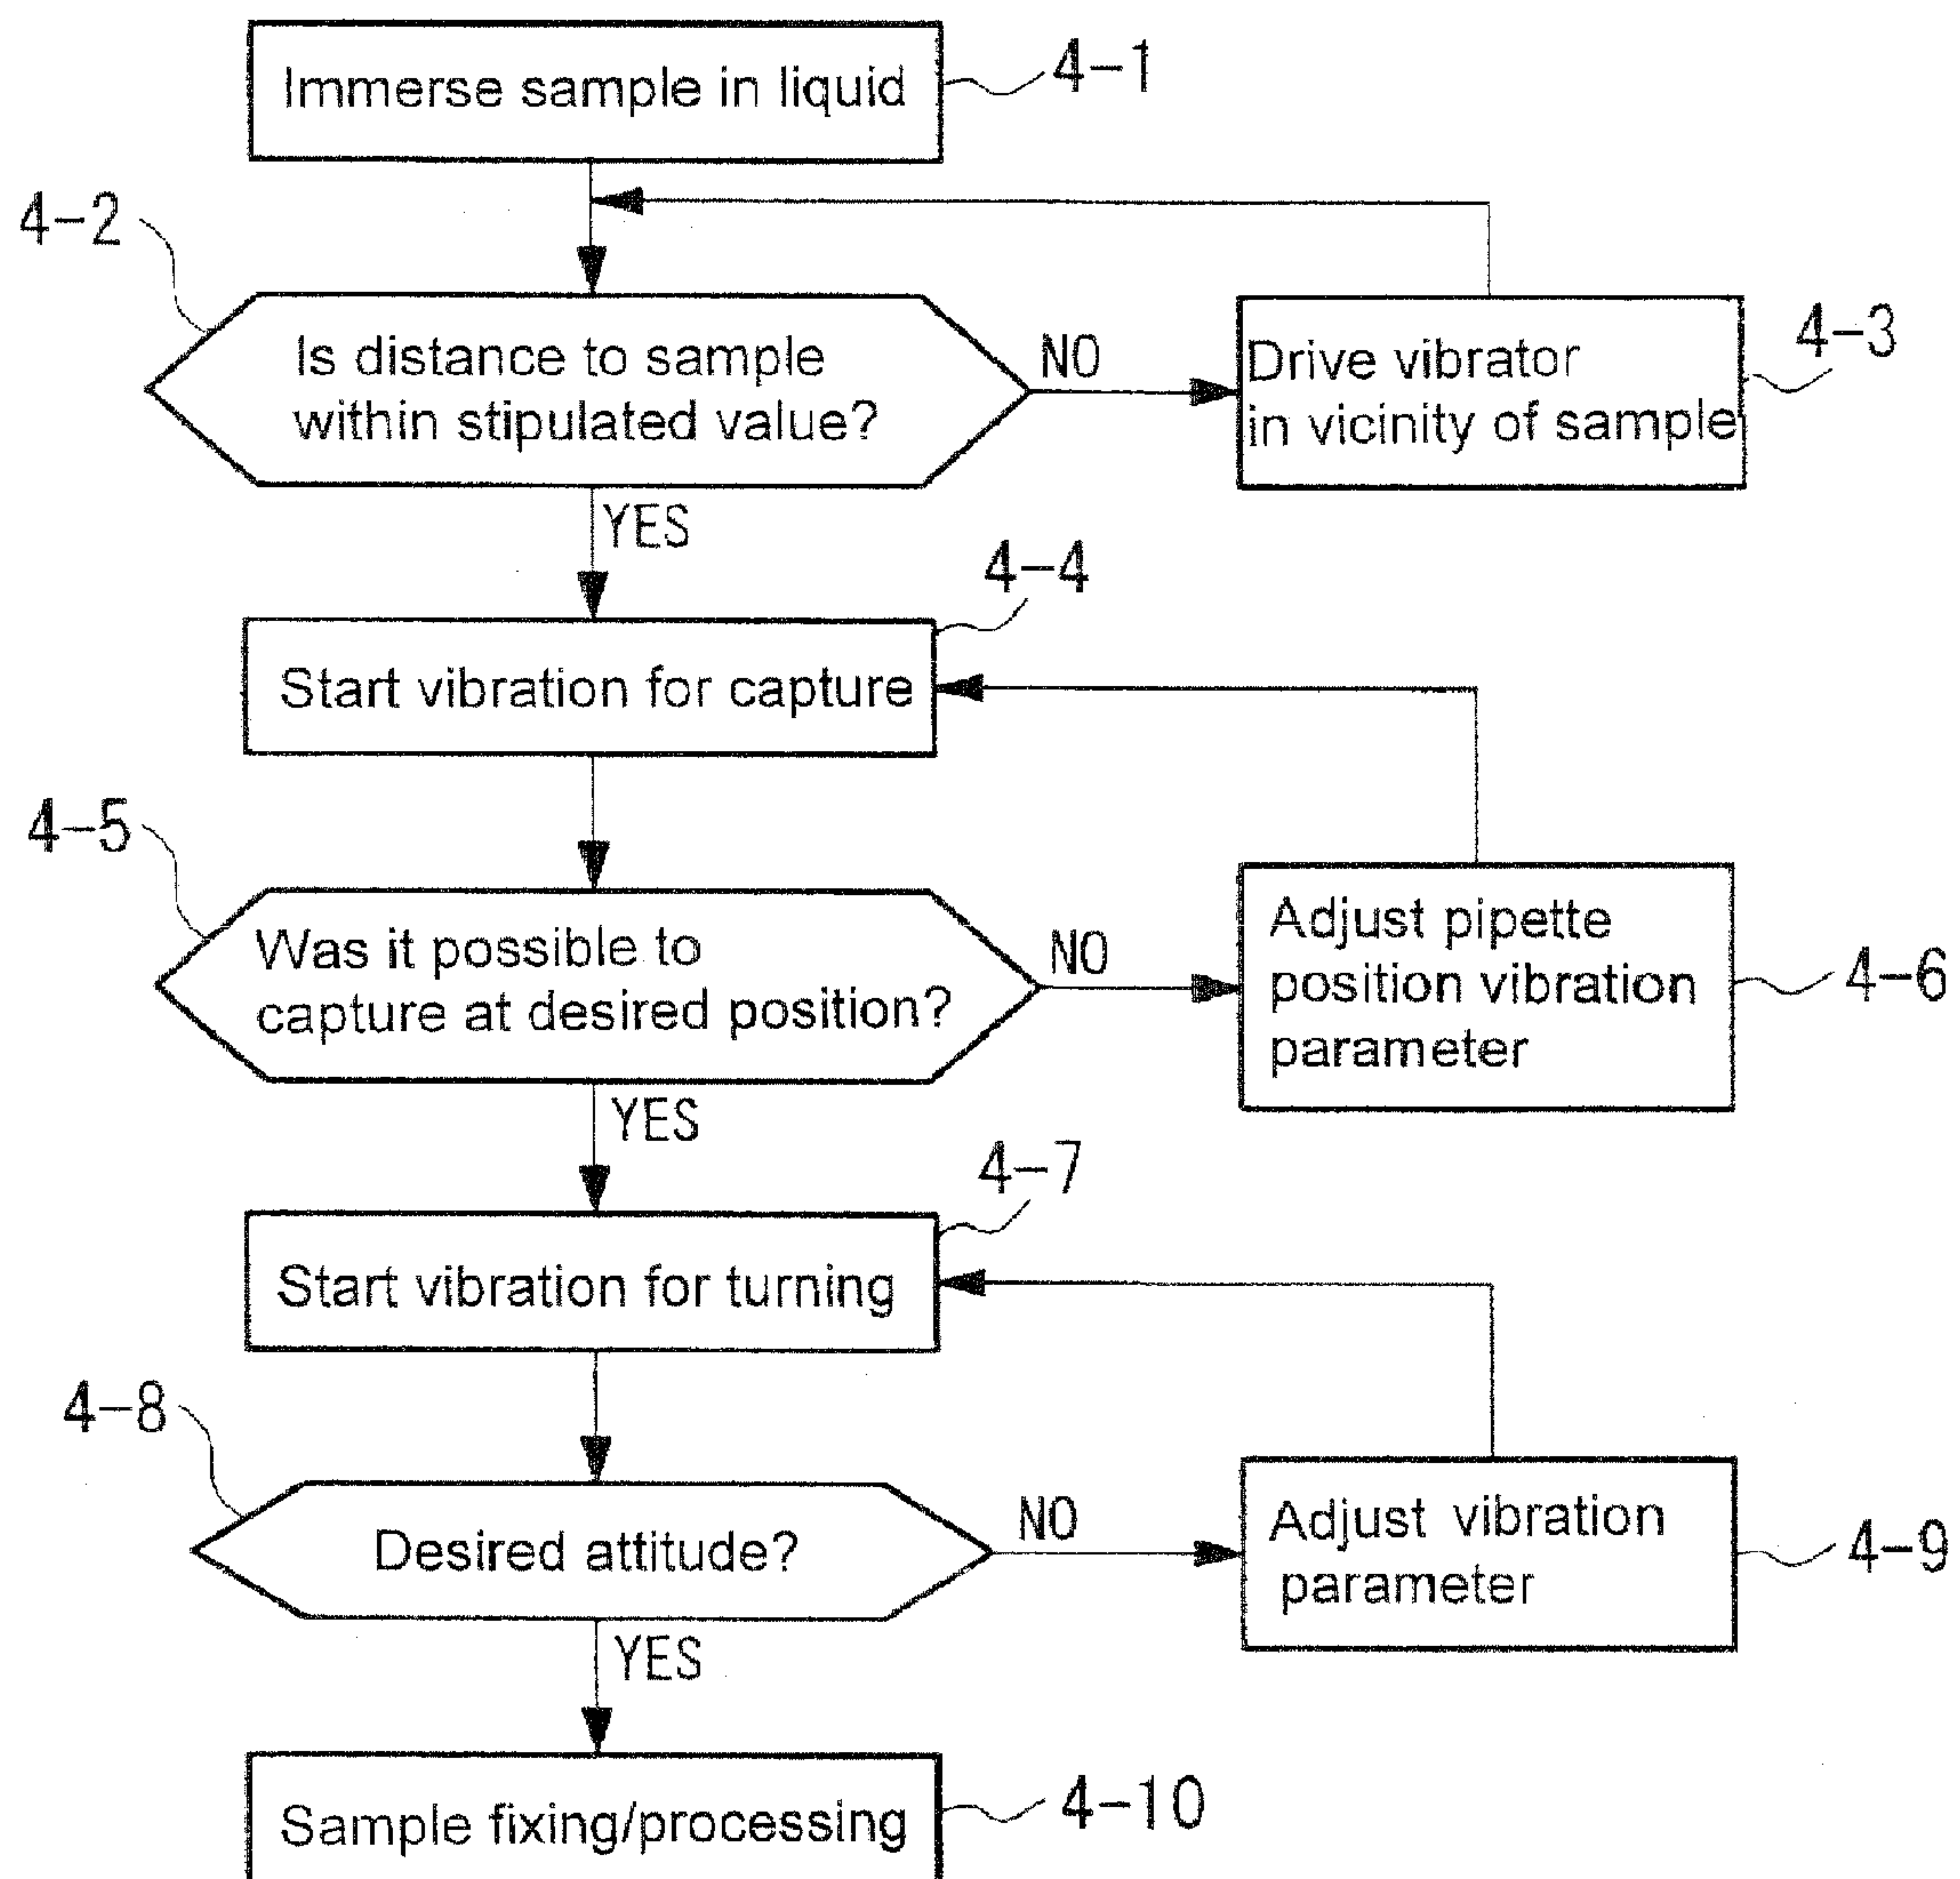 Immerse sample in liquid
4-1
4-2
Is distance to sample
within stipulated value?
NO
Drive vibrator
in vicinity of sample
4-3
YES
4-4
Start vibration for capture
4-5
Was it possible to
capture at desired position?
NO
Adjust pipette
position vibration
parameter
4-6
YES
4-7
Start vibration for turning
4-8
Desired attitude?
NO
Adjust vibration
parameter
4-9
YES
Sample fixing/processing
4-10